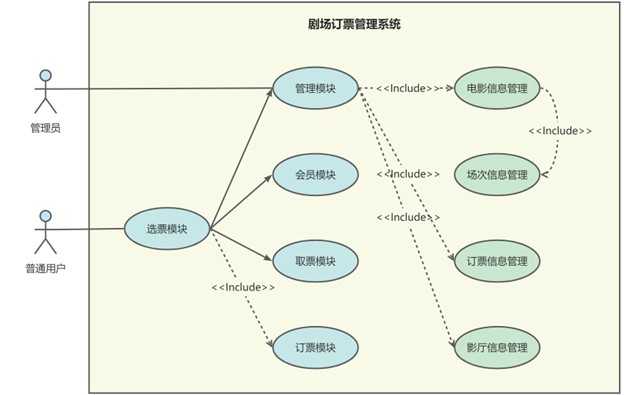 剧场订票管理系统
管理模块
<<Include>>
电影信息管理
管理员
<<Include>>
会员模块
<<Include>>
场次信息管理
<<Include>>
选票模块
普通用户
取票模块
订票信息管理
<<Include>>
订票模块
影厅信息管理